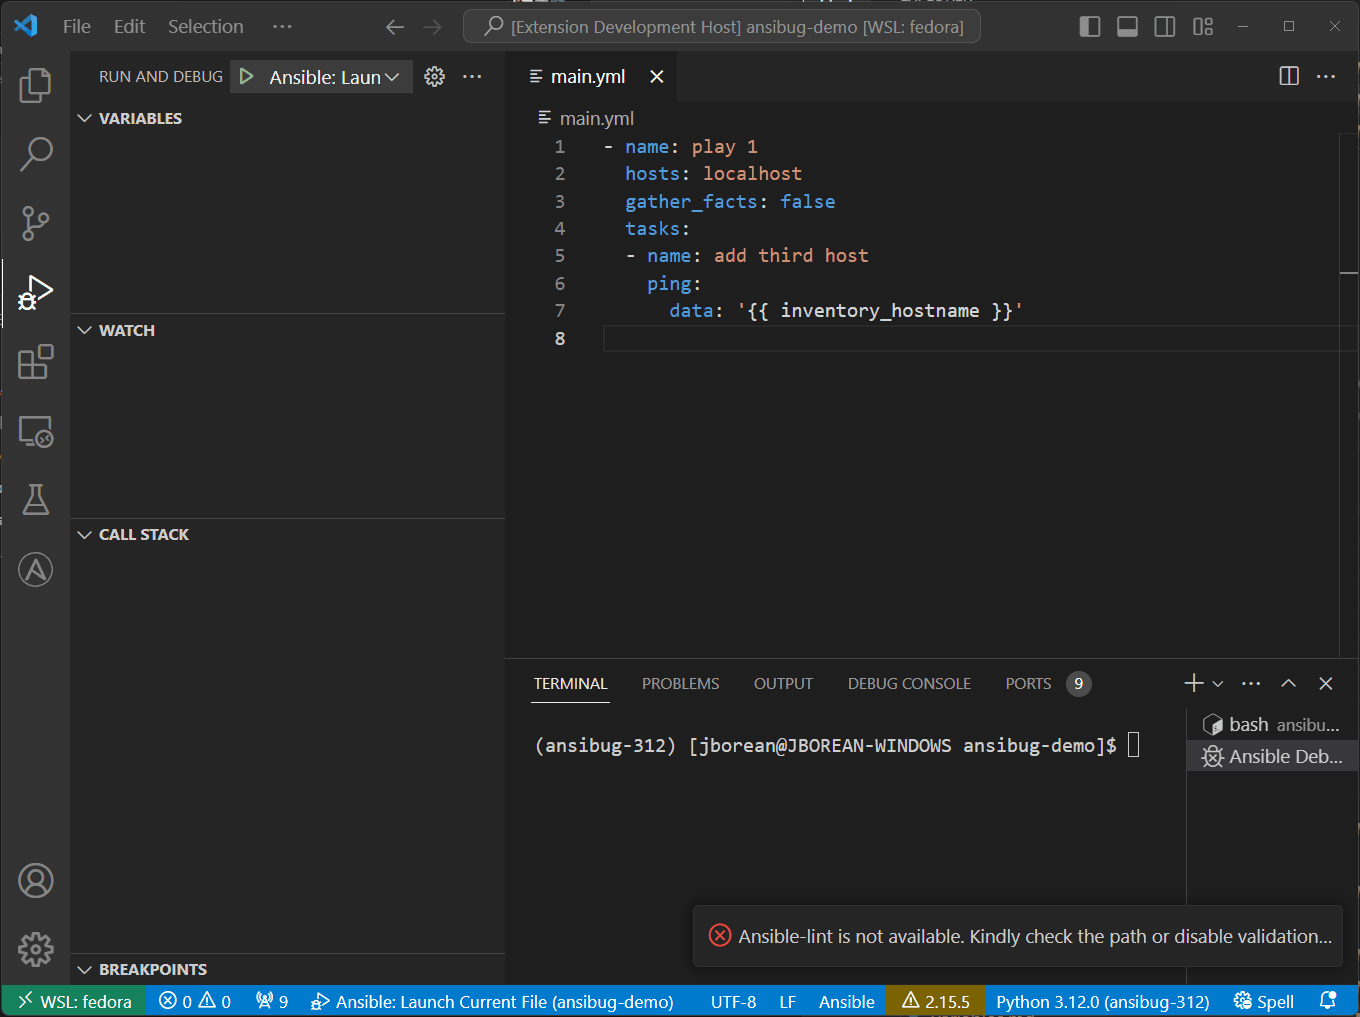 File Edit Selection ···
[Extension Development Host] ansibug-demo [WSL: fedora]
RUN AND DEBUG
Ansible: Laun
main.yml
VARIABLES
WATCH
CALL STACK
BREAKPOINTS
main.yml
1 - name: play 1
2 hosts: localhost
3 gather_facts: false
4 tasks:
5 - name: add third host
6 ping:
7 data: '{{ inventory_hostname }}'
8
TERMINAL PROBLEMS OUTPUT DEBUG CONSOLE PORTS 9
(ansibug-312) [jborean@JBOREAN-WINDOWS ansibug-demo]$
bash ansibu...
Ansible Deb...
Ansible-lint is not available. Kindly check the path or disable validation...
WSL: fedora 0 0 9 Ansible: Launch Current File (ansibug-demo) UTF-8 LF Ansible 2.15.5 Python 3.12.0 (ansibug-312) Spell